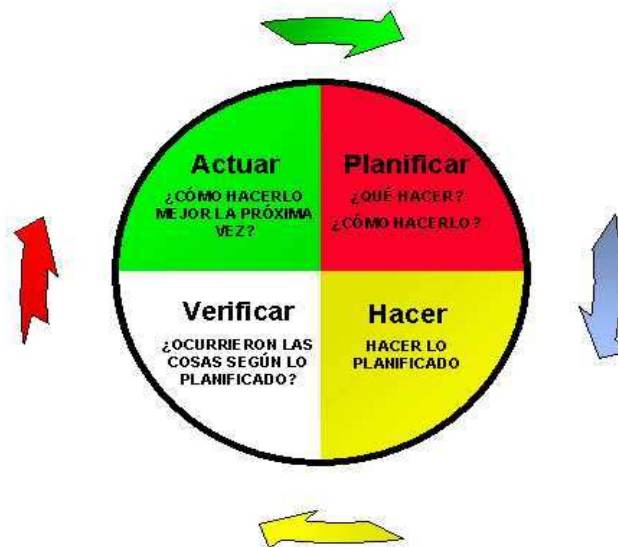 Actuar
¿CÓMO HACERLO
MEJOR LA PRÓXIMA
VEZ?
Planificar
¿QUÉ HACER?
¿CÓMO HACERLO?
Verificar
¿OCURRIERON LAS
COSAS SEGÚN LO
PLANIFICADO?
Hacer
HACER LO
PLANIFICADO